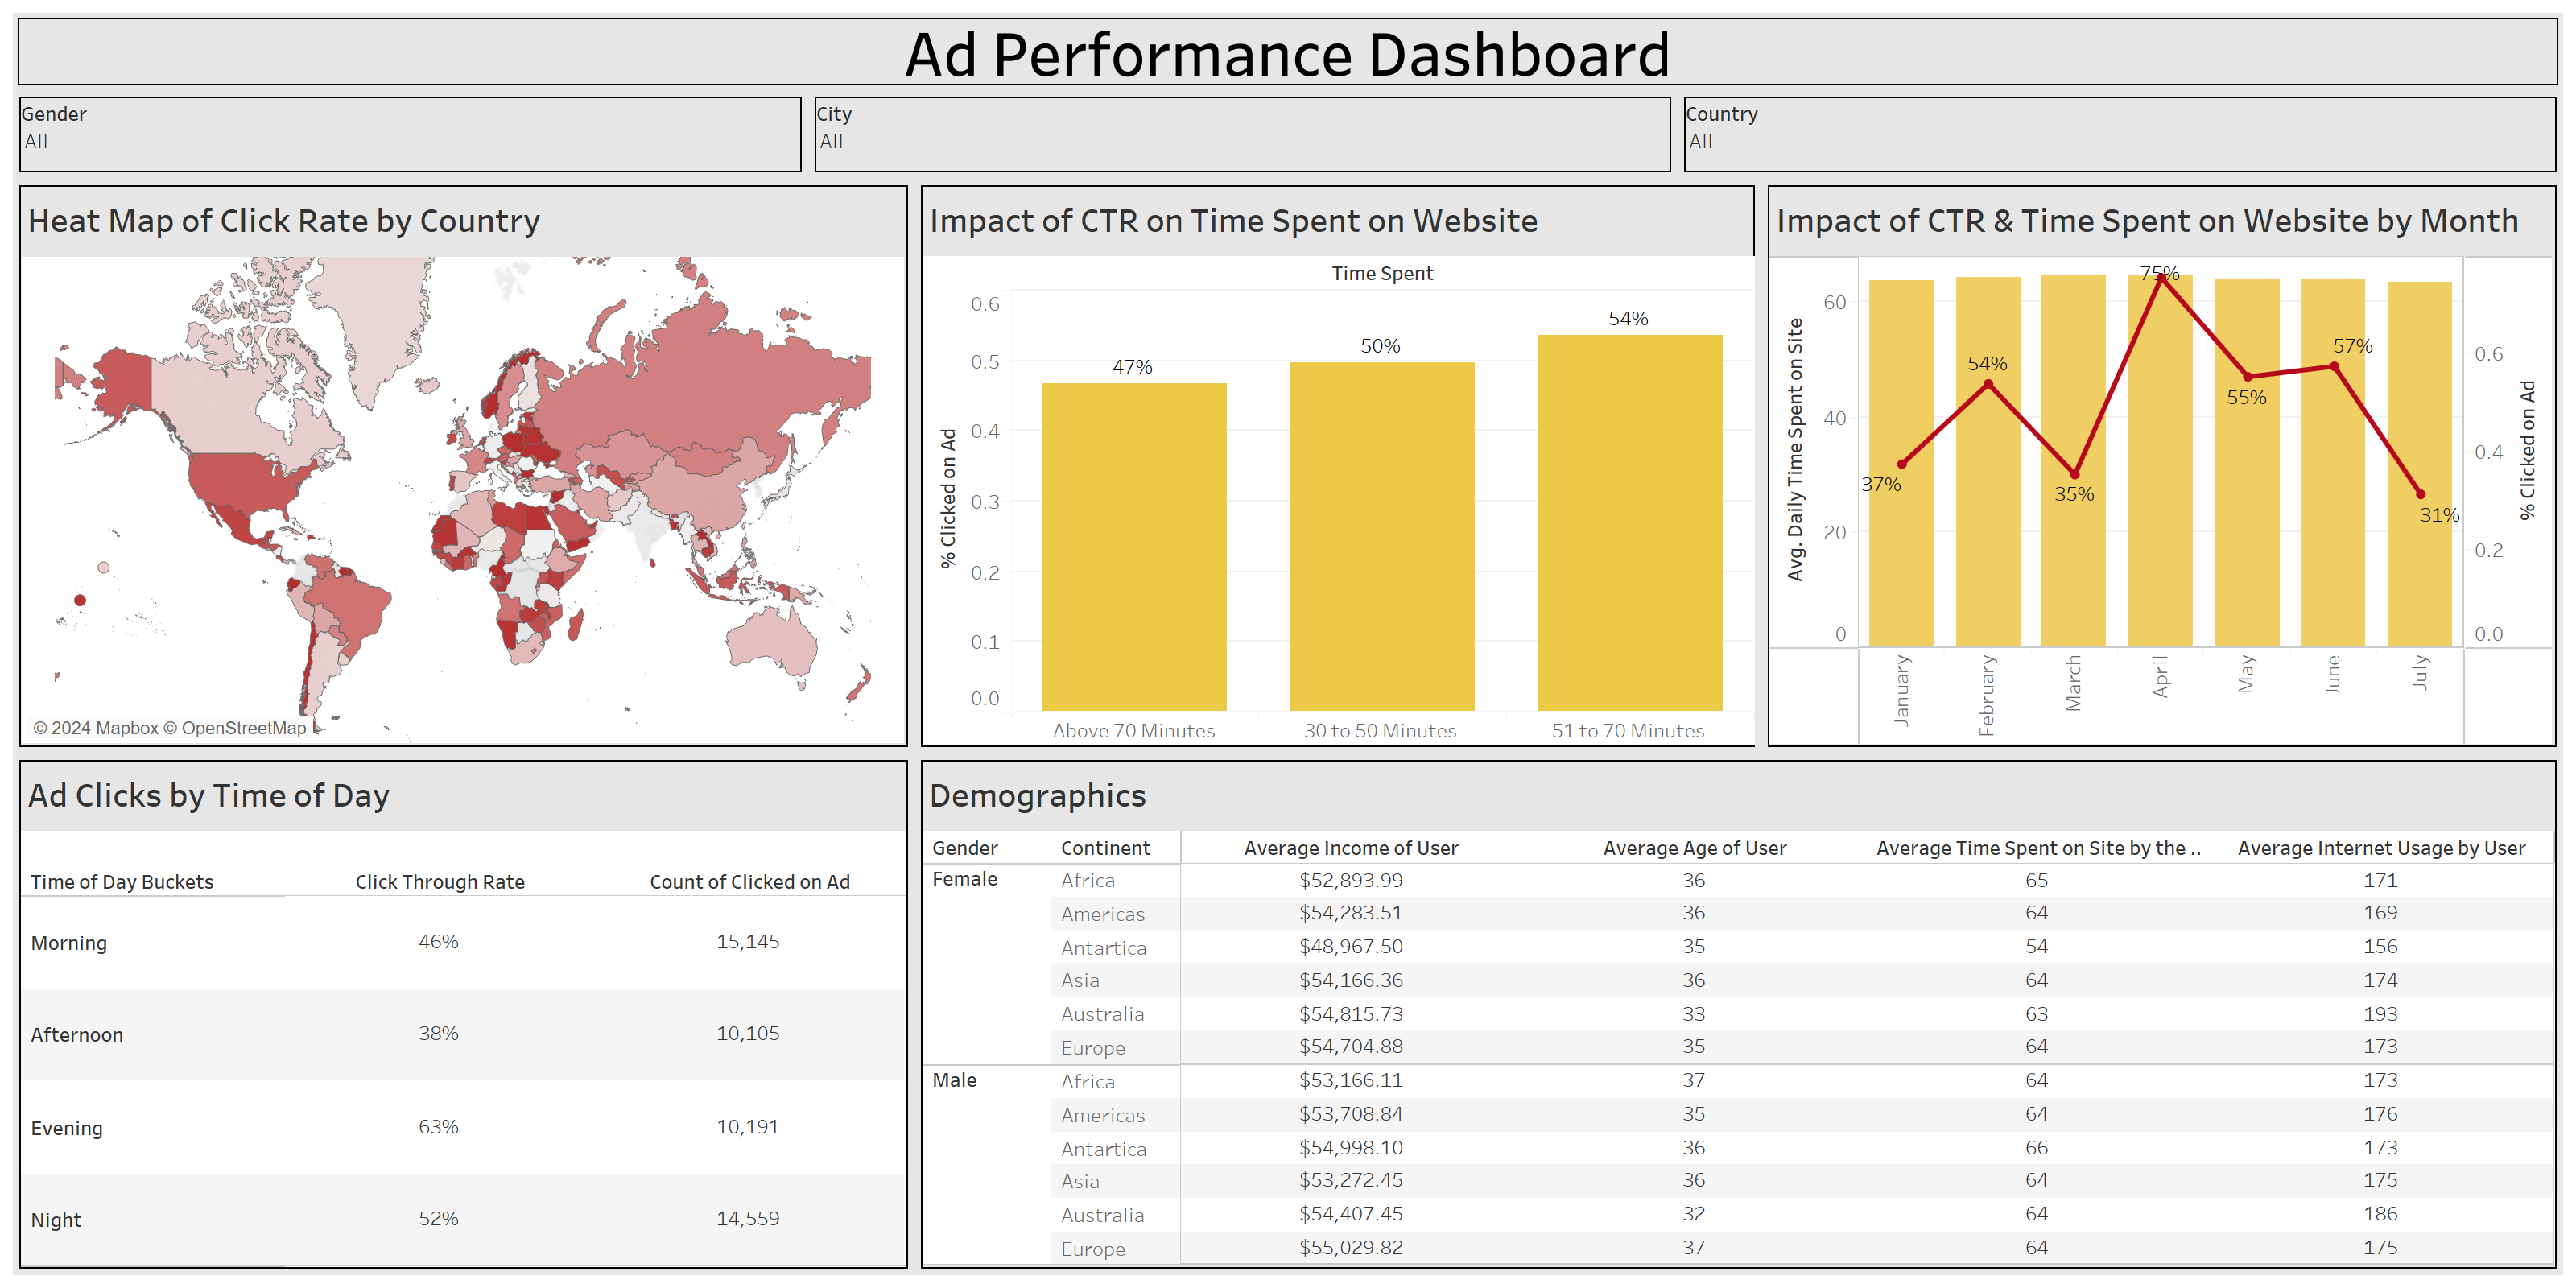 Ad Performance Dashboard
Gender
All
City
All
Country
All
Heat Map of Click Rate by Country
© 2024 Mapbox © OpenStreetMap
Impact of CTR on Time Spent on Website
Time Spent
% Clicked on Ad
0.6
0.5
0.4
0.3
0.2
0.1
0.0
47%
50%
54%
Above 70 Minutes
30 to 50 Minutes
51 to 70 Minutes
Impact of CTR & Time Spent on Website by Month
Avg. Daily Time Spent on Site
60
40
20
0
37%
54%
35%
75%
55%
57%
31%
0.6
0.4
0.2
0.0
% Clicked on Ad
January
February
March
April
May
June
July
Ad Clicks by Time of Day
Time of Day Buckets Click Through Rate Count of Clicked on Ad
Morning 46% 15,145
Afternoon 38% 10,105
Evening 63% 10,191
Night 52% 14,559
Demographics
Gender Continent Average Income of User Average Age of User Average Time Spent on Site by the .. Average Internet Usage by User
Female Africa $52,893.99 36 65 171
Americas $54,283.51 36 64 169
Antartica $48,967.50 35 54 156
Asia $54,166.36 36 64 174
Australia $54,815.73 33 63 193
Europe $54,704.88 35 64 173
Male Africa $53,166.11 37 64 173
Americas $53,708.84 35 64 176
Antartica $54,998.10 36 66 173
Asia $53,272.45 36 64 175
Australia $54,407.45 32 64 186
Europe $55,029.82 37 64 175